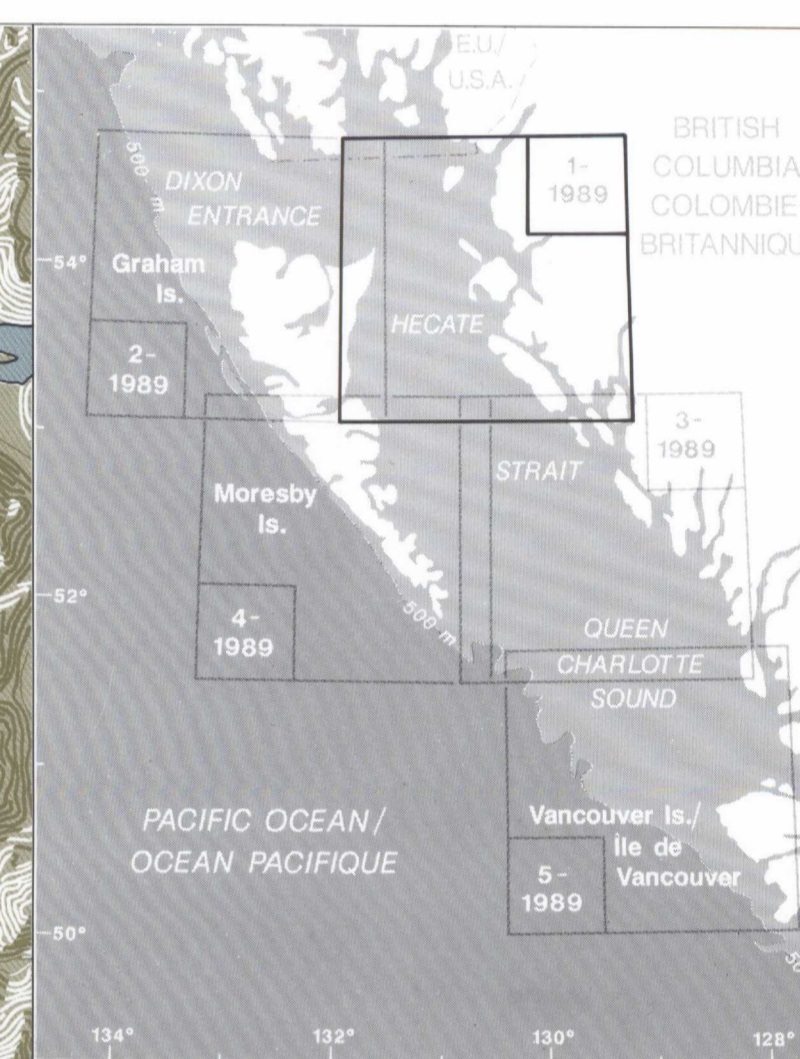 E.U./
U.S.A.
BRITISH
COLUMBIA
COLOMBIE
BRITANNIQU
1-
1989
500 m
DIXON
ENTRANCE
54°
Graham
Is.
HECATE
2-
1989
3-
1989
STRAIT
Moresby
Is.
52°
4-
1989
500 m
QUEEN
CHARLOTTE
SOUND
PACIFIC OCEAN/
OCEAN PACIFIQUE
Vancouver Is./
Île de
Vancouver
5-
1989
50°
50
134°
132°
130°
128°